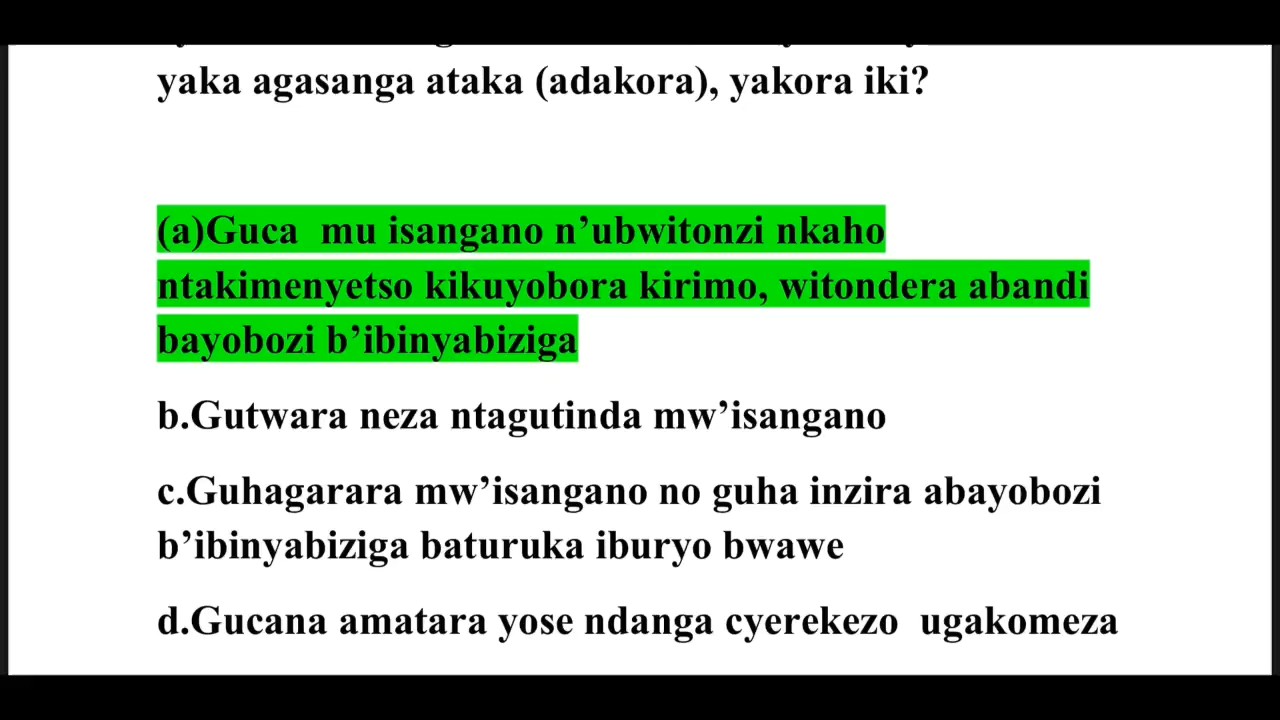 yaka agasanga ataka (adakora), yakora iki?
(a)Guca mu isangano n’ubwitonzi nkaho
ntakimenyetso kikuyobora kirimo, witondera abandi
bayobozi b’ibinyabiziga
b.Gutwara neza ntagutinda mw’isangano
c.Guhagarara mw’isangano no guha inzira abayobozi
b’ibinyabiziga baturuka iburyo bwawe
d.Gucana amatara yose ndanga cyerekezo ugakomeza